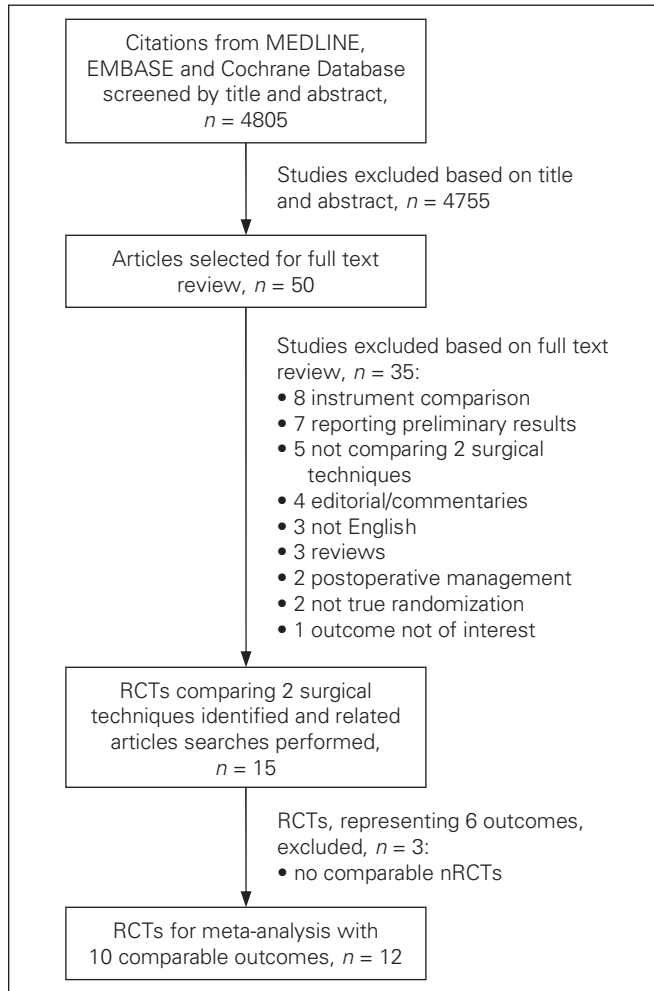 Citations from MEDLINE,
EMBASE and Cochrane Database
screened by title and abstract,
n = 4805
Studies excluded based on title
and abstract, n = 4755
Articles selected for full text
review, n = 50
Studies excluded based on full text
review, n = 35:
• 8 instrument comparison
• 7 reporting preliminary results
• 5 not comparing 2 surgical
techniques
• 4 editorial/commentaries
• 3 not English
• 3 reviews
• 2 postoperative management
• 2 not true randomization
• 1 outcome not of interest
RCTs comparing 2 surgical
techniques identified and related
articles searches performed,
n = 15
RCTs, representing 6 outcomes,
excluded, n = 3:
• no comparable nRCTs
RCTs for meta-analysis with
10 comparable outcomes, n = 12